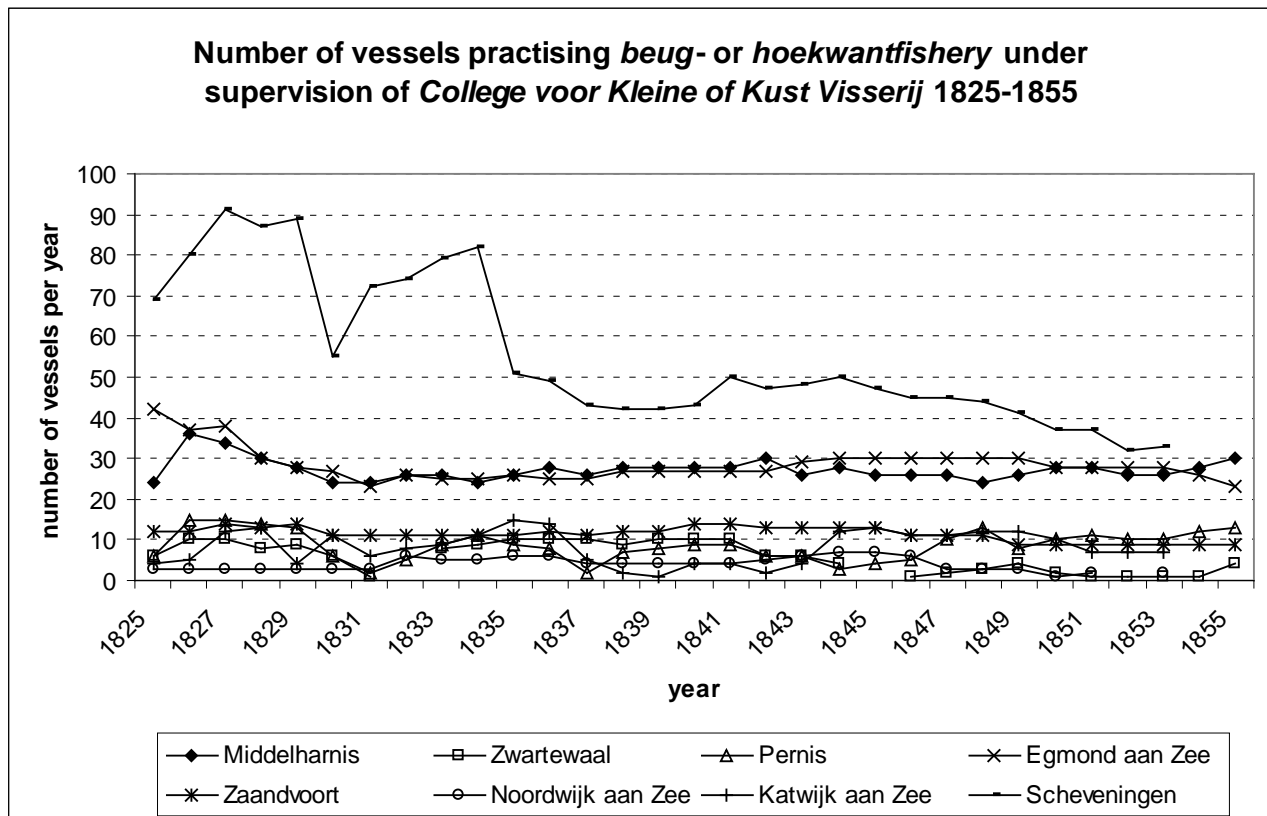 Number of vessels practising beug- or hoekwantfishery under
supervision of College voor Kleine of Kust Visserij 1825-1855
number of vessels per year
100
90
80
70
60
50
40
30
20
10
0
1825
1827
1829
1831
1833
1835
1837
1839
1841
1843
1845
1847
1849
1851
1853
1855
year
Middelharnis
Zwartewaal
Pernis
Egmond aan Zee
Zaandvoort
Noordwijk aan Zee
Katwijk aan Zee
Scheveningen